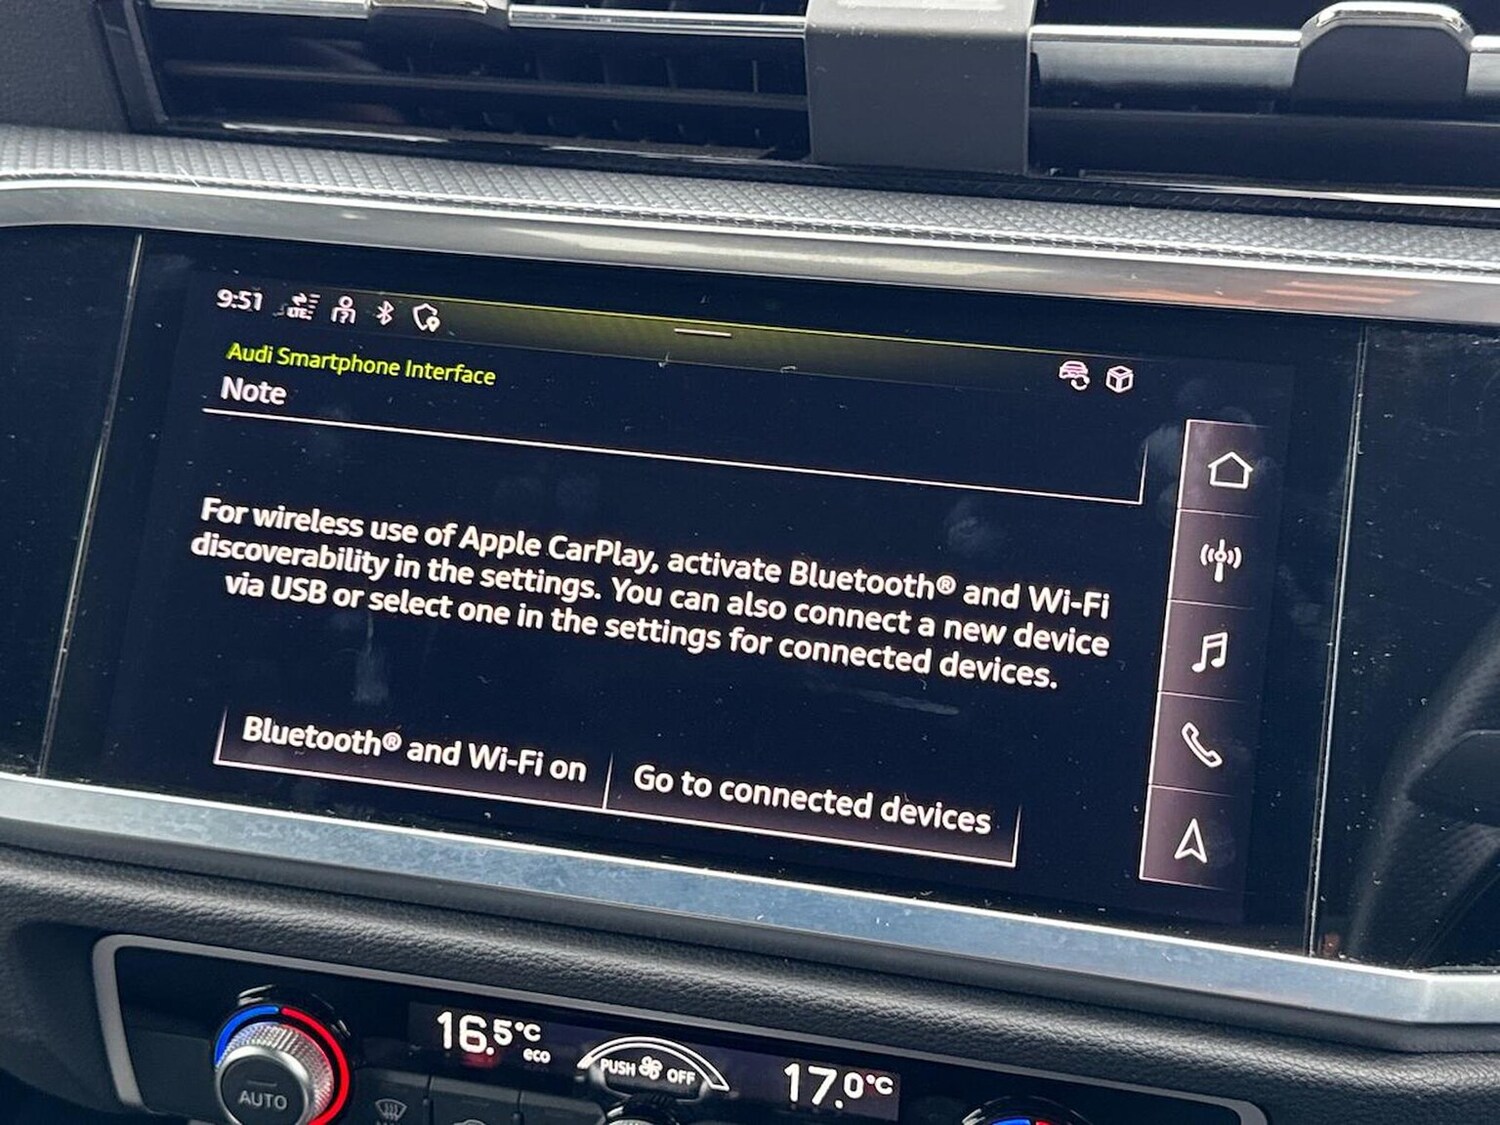 9:51 LTE
Audi Smartphone Interface
Note
For wireless use of Apple CarPlay, activate Bluetooth® and Wi-Fi
discoverability in the settings. You can also connect a new device
via USB or select one in the settings for connected devices.
Bluetooth® and Wi-Fi on
Go to connected devices
16.5°C
eco
PUSH OFF
17.0°C
AUTO